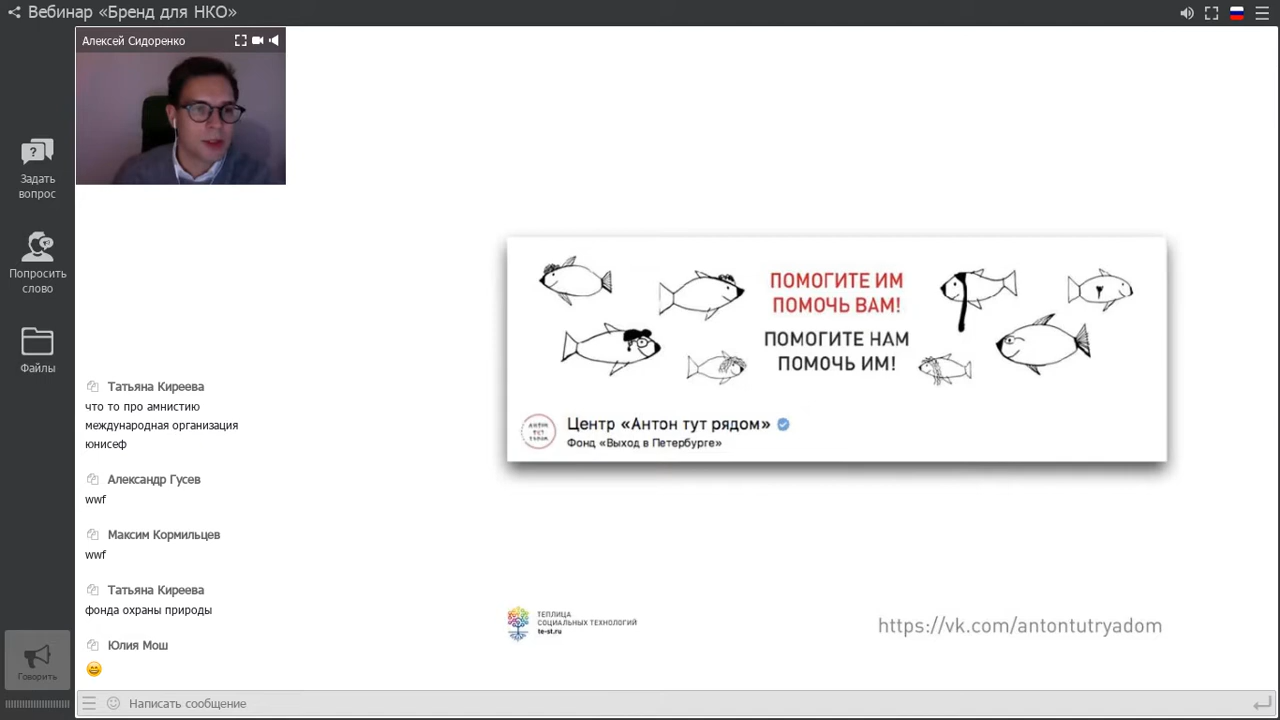 Вебинар «Бренд для НКО»
Алексей Сидоренко
Задать
вопрос
Попросить
слово
Файлы
Татьяна Киреева
что то про амнистию
международная организация
юнисеф
Александр Гусев
wwf
Максим Кормильцев
wwf
Татьяна Киреева
фонда охраны природы
Юлия Мош
Говорить
Написать сообщение
ПОМОГИТЕ ИМ
ПОМОЧЬ ВАМ!
ПОМОГИТЕ НАМ
ПОМОЧЬ ИМ!
АНТОН
ТУТ
РЯДОМ
Центр «Антон тут рядом»
Фонд «Выход в Петербурге»
ТЕПЛИЦА
СОЦИАЛЬНЫХ ТЕХНОЛОГИЙ
te-st.ru
https://vk.com/antontutryadom